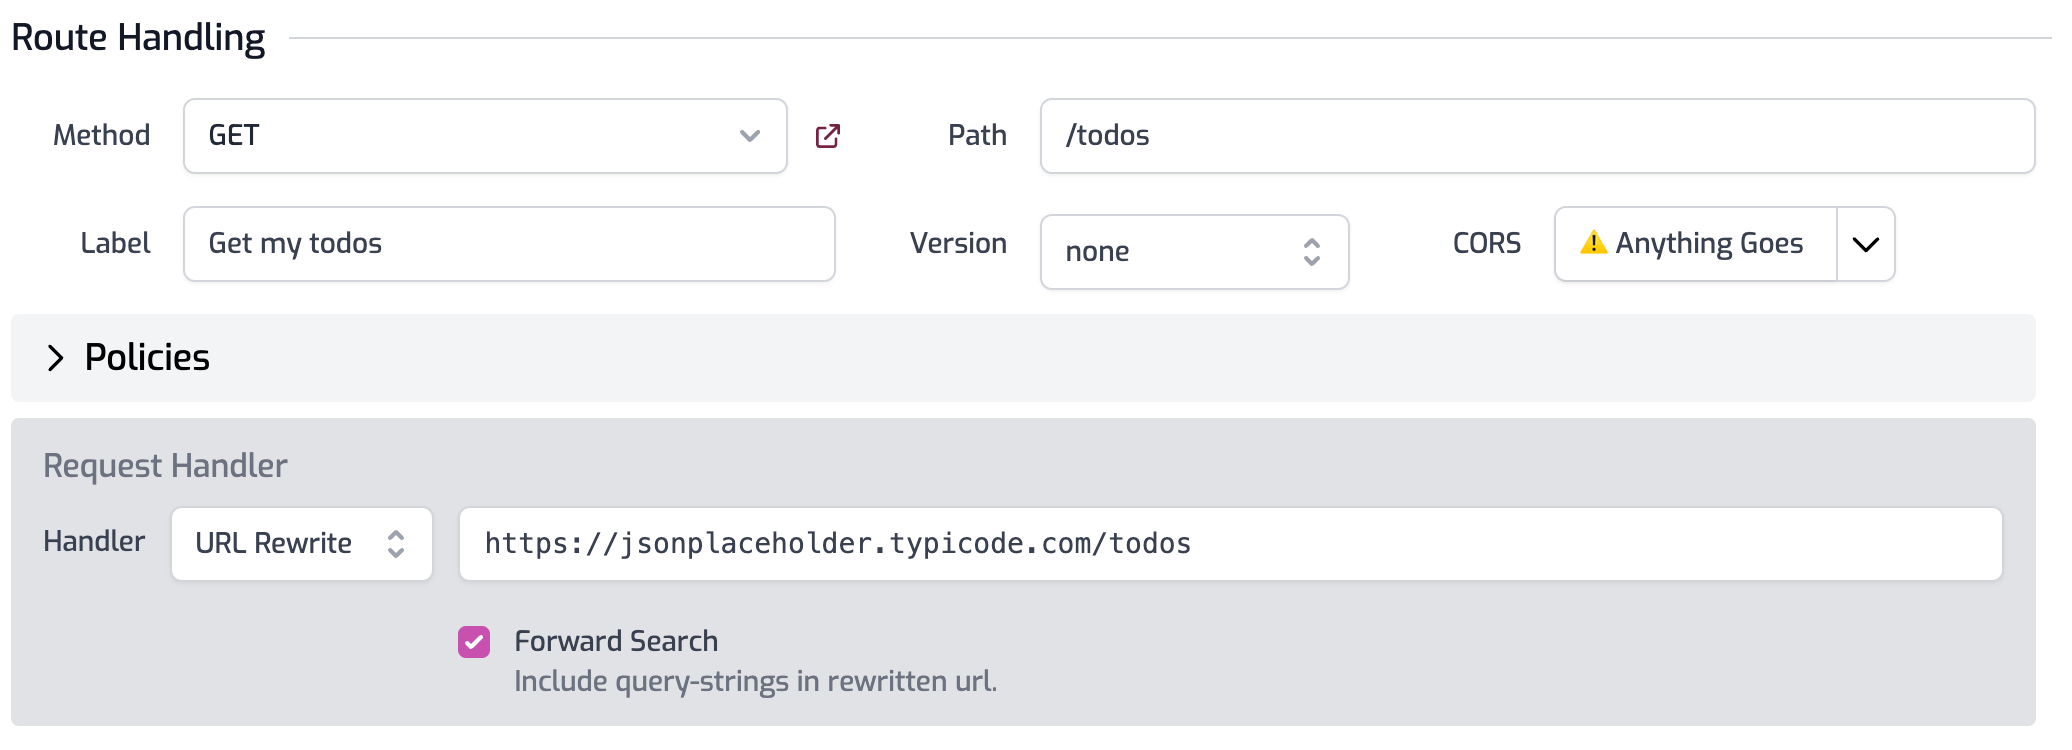 Route Handling
Method GET Path /todos
Label Get my todos Version none CORS ⚠️ Anything Goes
Policies
Request Handler
Handler URL Rewrite https://jsonplaceholder.typicode.com/todos
Forward Search
Include query-strings in rewritten url.